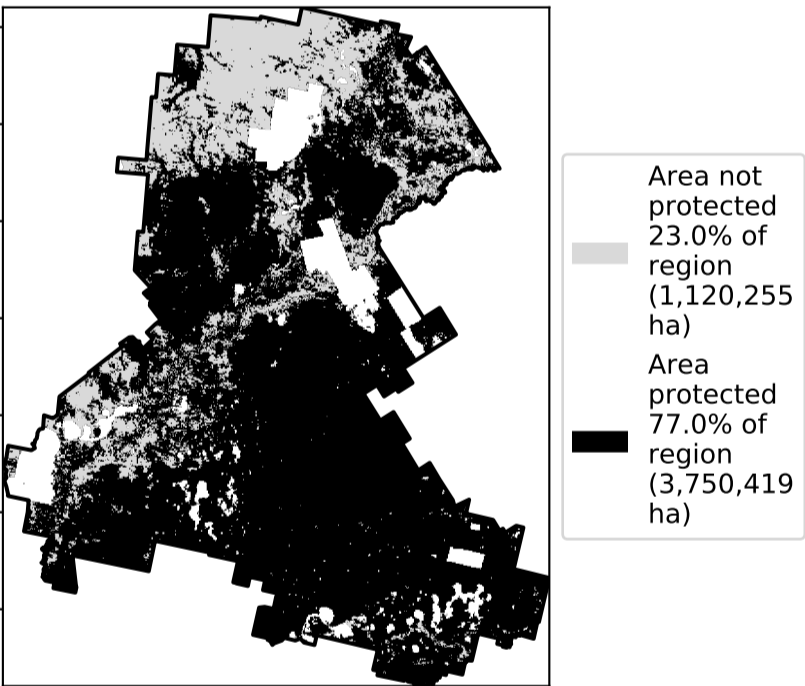 Area not
protected
23.0% of
region
(1,120,255
ha)
Area
protected
77.0% of
region
(3,750,419
ha)